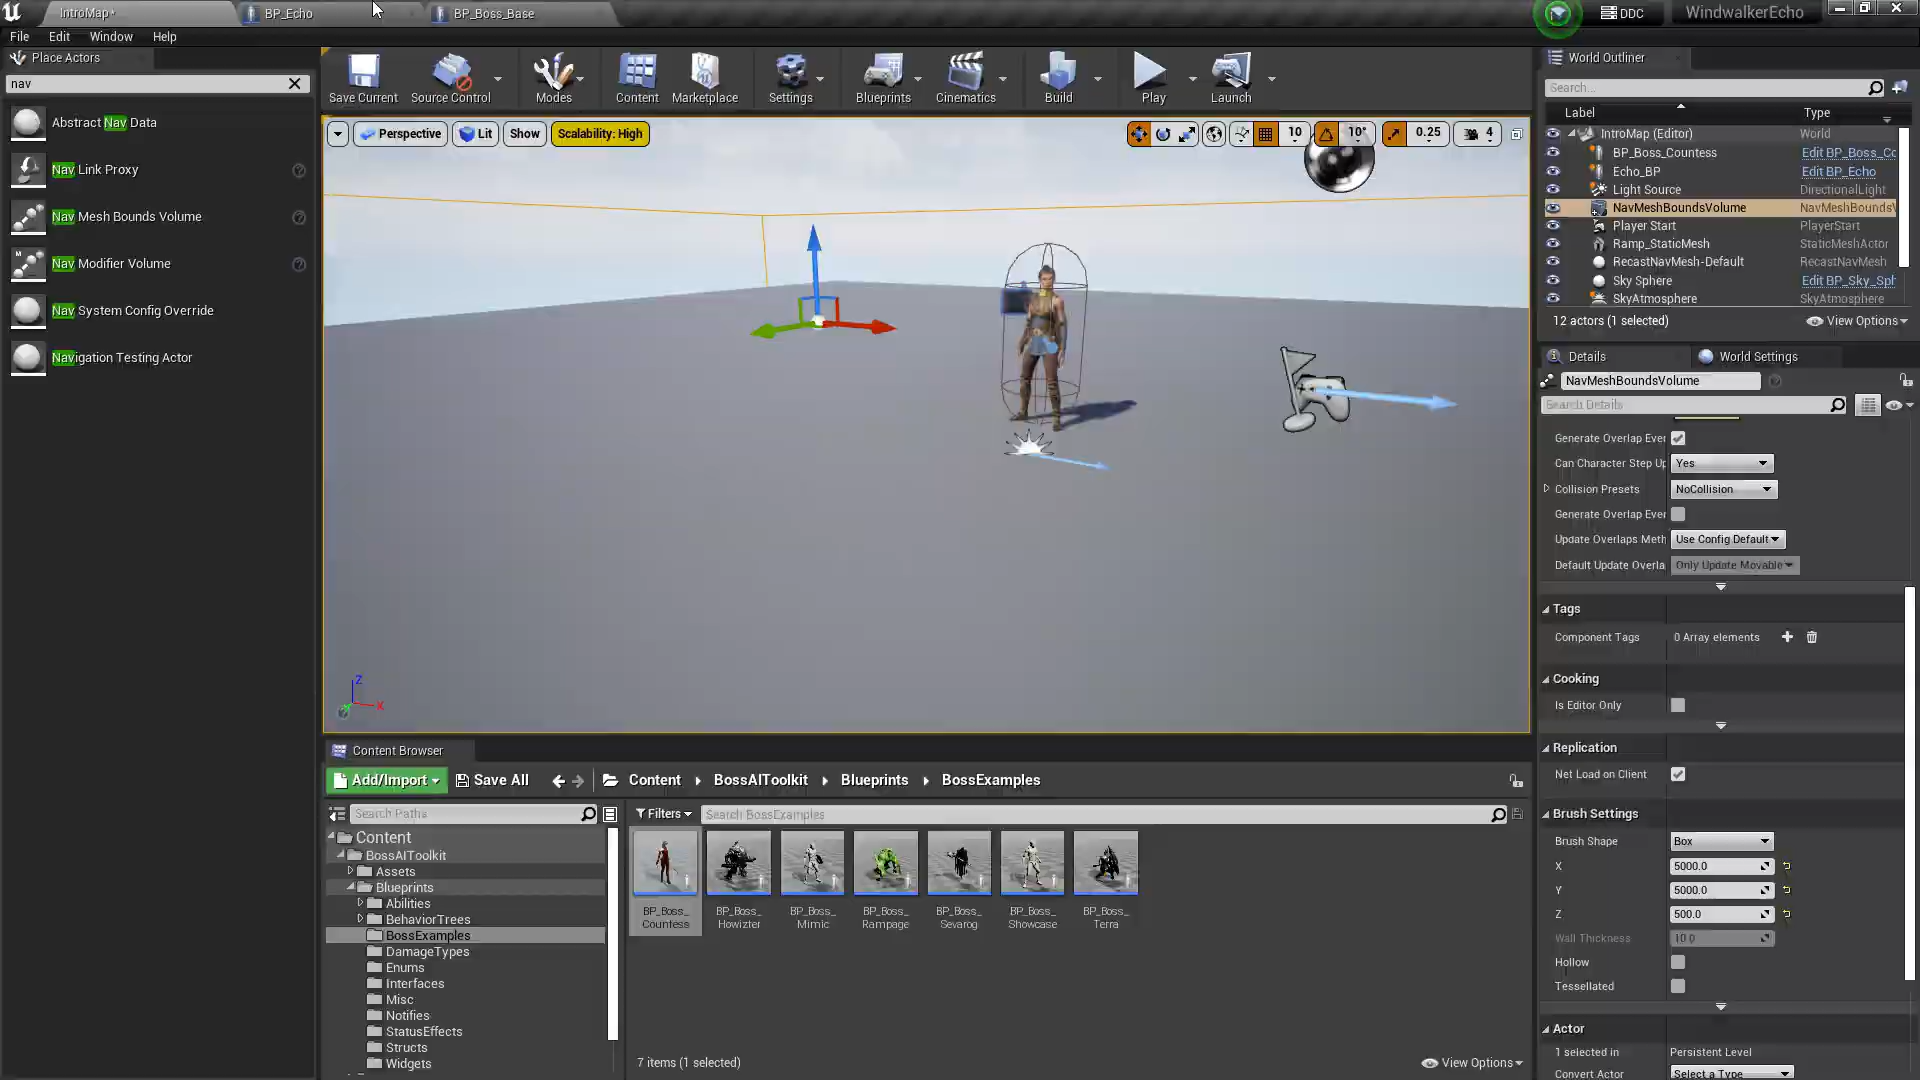 IntroMap*
BP_Echo
BP_Boss_Base
DDC
WindwalkerEcho
File Edit Window Help
Place Actors
nav
Abstract Nav Data
Nav Link Proxy
Nav Mesh Bounds Volume
Nav Modifier Volume
Nav System Config Override
Navigation Testing Actor
Save Current
Source Control
Modes
Content
Marketplace
Settings
Blueprints
Cinematics
Build
Play
Launch
Perspective
Lit
Show
Scalability: High
10
10°
0.25
4
Z
X
World Outliner
Search...
Label Type
IntroMap (Editor) World
BP_Boss_Countess Edit BP_Boss_Co
Echo_BP Edit BP_Echo
Light Source DirectionalLight
NavMeshBoundsVolume NavMeshBoundsV
Player Start PlayerStart
Ramp_StaticMesh StaticMeshActor
RecastNavMesh-Default RecastNavMesh
Sky Sphere Edit BP_Sky_Sph
SkyAtmosphere SkyAtmosphere
12 actors (1 selected) View Options
Details
World Settings
NavMeshBoundsVolume
Search Details
Generate Overlap Ever
Can Character Step Up Yes
Collision Presets NoCollision
Generate Overlap Ever
Update Overlaps Meth Use Config Default
Default Update Overla Only Update Movable
Tags
Component Tags 0 Array elements
Cooking
Is Editor Only
Replication
Net Load on Client
Brush Settings
Brush Shape Box
X 5000.0
Y 5000.0
Z 500.0
Wall Thickness 10.0
Hollow
Tessellated
Actor
1 selected in Persistent Level
Convert Actor Select a Type
Content Browser
Add/Import
Save All
Content
BossAIToolkit
Blueprints
BossExamples
Search Paths
Filters
Search BossExamples
Content
BossAIToolkit
Assets
Blueprints
Abilities
BehaviorTrees
BossExamples
DamageTypes
Enums
Interfaces
Misc
Notifies
StatusEffects
Structs
Widgets
BP_Boss_
Countess
BP_Boss_
Howizter
BP_Boss_
Mimic
BP_Boss_
Rampage
BP_Boss_
Sevarog
BP_Boss_
Showcase
BP_Boss_
Terra
7 items (1 selected)
View Options